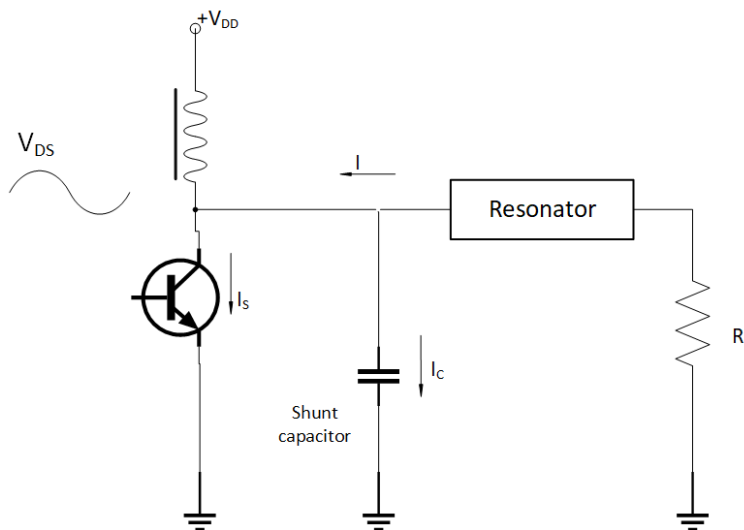 +VDD
VDS
I
Resonator
IS
R
IC
Shunt
capacitor